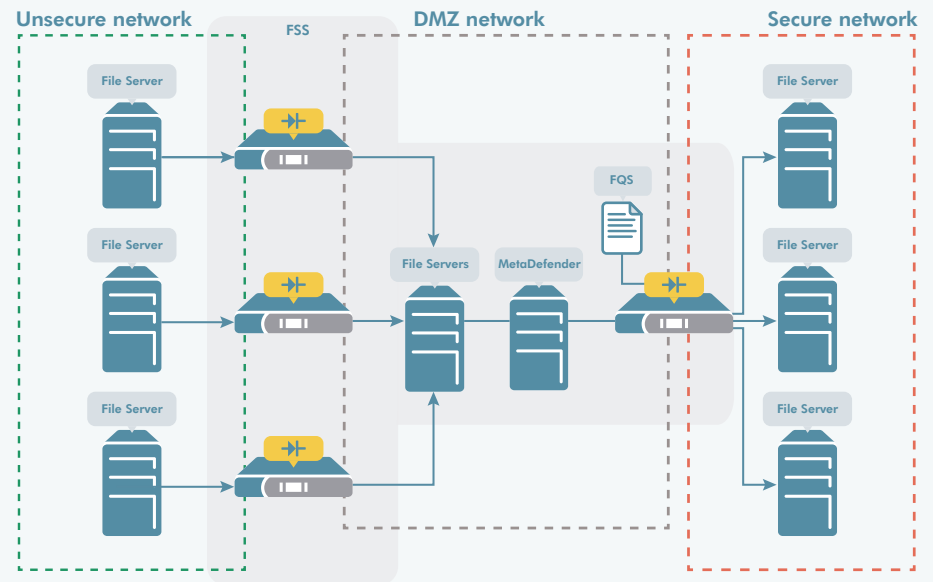 Unsecure network
DMZ network
Secure network
FSS
File Server
File Server
FQS
File Server
File Servers
MetaDefender
File Server
File Server
File Server